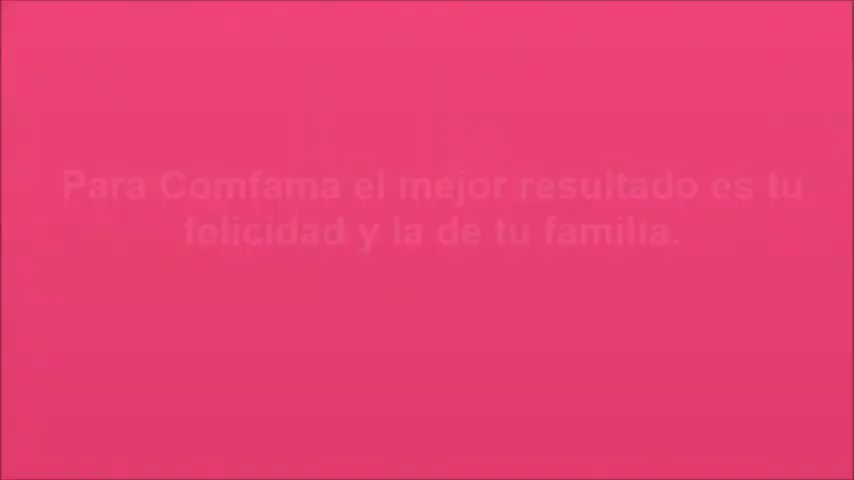 Para Comfama el mejor resultado es tu
felicidad y la de tu familia.